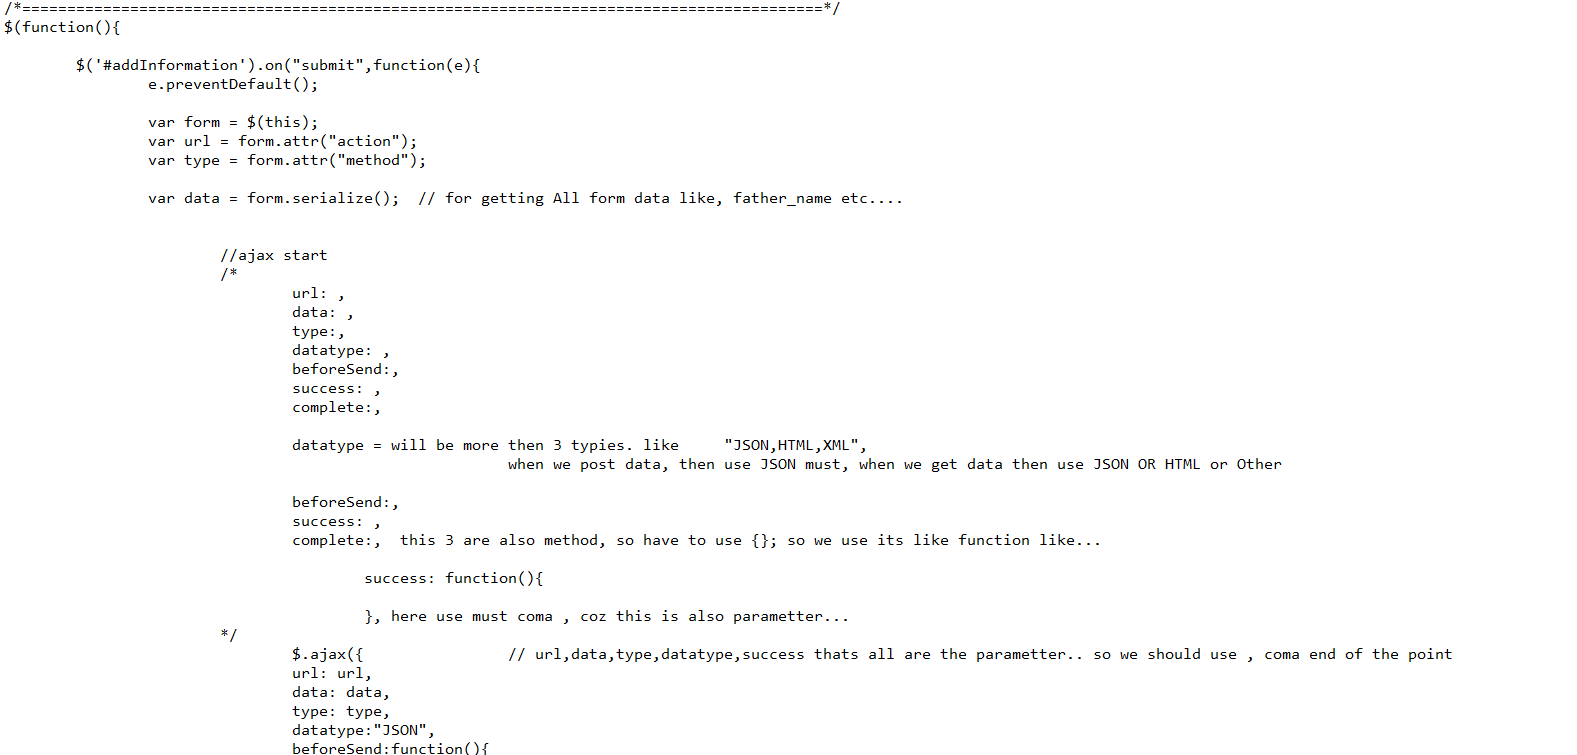 /*=========================================================================================*/
$(function(){
$('#addInformation').on("submit",function(e){
e.preventDefault();
var form = $(this);
var url = form.attr("action");
var type = form.attr("method");
var data = form.serialize();  // for getting All form data like, father_name etc....
//ajax start
/*
url: ,
data: ,
type:,
datatype: ,
beforeSend:,
success: ,
complete:,
datatype = will be more then 3 typies. like     "JSON,HTML,XML",
when we post data, then use JSON must, when we get data then use JSON OR HTML or Other
beforeSend:,
success: ,
complete:,  this 3 are also method, so have to use {}; so we use its like function like...
success: function(){
}, here use must coma , coz this is also parametter...
*/
$.ajax({                // url,data,type,datatype,success thats all are the parametter.. so we should use , coma end of the point
url: url,
data: data,
type: type,
datatype:"JSON",
beforeSend:function(){